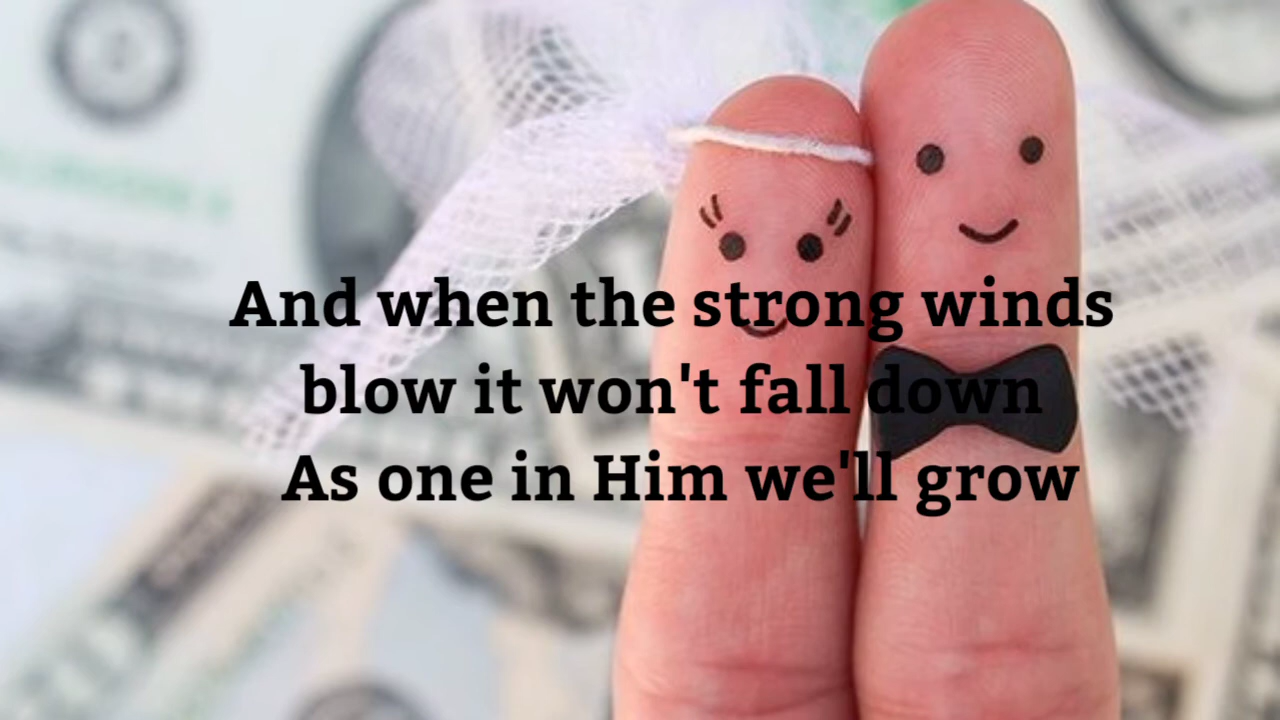 And when the strong winds
blow it won't fall down
As one in Him we'll grow